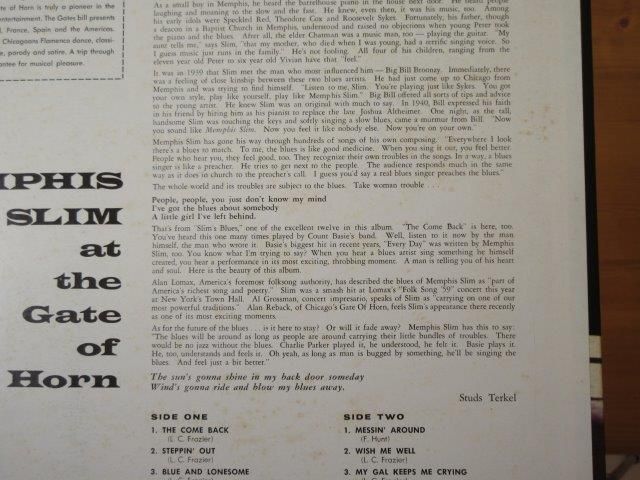 te of Horn is truly a pioneer in the
entertainment. The Gates bill presents
l, France, Spain and the Americas.
Chicagoans Flamenco dance, classi-
e, parody and satire. A trip through
antee for musical pleasure.
PHIS
SLIM
at
the
Gate
of
Horn
As a small boy in Memphis, he heard the barrelhouse piano in the house next door. He heard people
laughing and moaning to the slow and the fast. He knew, even then, it was his music, too. Among
his early idols were Speckled Red, Theodore Cox and Roosevelt Sykes. Fortunately, his father, though
a deacon in a Baptist Church in Memphis, understood and raised no objections when young Peter took
the piano and the blues. After all, the elder Chatman was a music man, too — playing the guitar. "My
aunt tells me," says Slim, "that my mother, who died when I was young, had a terrific singing voice. So
I guess music just runs in the family." He's not fooling. All four of his children, ranging from the
eleven year old Peter to six year old Vivian have that "feel."
It was in 1939 that Slim met the man who most influenced him — Big Bill Broonzy. Immediately, there
was a feeling of close kinship between these two blues artists. He had just come up to Chicago from
Memphis and was trying to find himself. "Listen to me, Slim. You're playing just like Sykes. You got
your own style, play like yourself, play like Memphis Slim." Big Bill offered all sorts of tips and advice
to the young artist. He knew Slim was an original with much to say. In 1940, Bill expressed his faith
in his friend by hiring him as his pianist to replace the late Joshua Altheimer. One night, as the tall,
handsome Slim was touching the keys and softly singing a slow blues, came a murmur from Bill. "Now
you sound like Memphis Slim. Now you feel it like nobody else. Now you're on your own."
Memphis Slim has gone his way through hundreds of songs of his own composing. "Everywhere I look
there's a blues to match. To me, the blues is like good medicine. When you sing it out, you feel better.
People who hear you, they feel good, too. They recognize their own troubles in the songs. In a way, a blues
singer is like a preacher. He tries to get next to the people. The audience responds much in the same
way as it does in church to the preacher's call. I guess you'd say a real blues singer preaches the blues."
The whole world and its troubles are subject to the blues. Take woman trouble . . .
People, people, you just don't know my mind
I've got the blues about somebody
A little girl I've left behind.
That's from "Slim's Blues," one of the excellent twelve in this album. "The Come Back" is here, too.
You've heard this one many times played by Count Basie's band. Well, listen to it now by the man
himself, the man who wrote it. Basie's biggest hit in recent years, "Every Day" was written by Memphis
Slim, too. You know what I'm trying to say? When you hear a blues artist sing something he himself
created, you hear a performance in its most exciting, throbbing moment. A man is telling you of his heart
and soul. Here is the beauty of this album.
Alan Lomax, America's foremost folksong authority, has described the blues of Memphis Slim as "part of
America's richest song and poetry." Slim was a smash hit at Lomax's "Folk Song '59" concert this year
at New York's Town Hall. Al Grossman, concert impresario, speaks of Slim as "carrying on one of our
most powerful traditions." Alan Reback, of Chicago's Gate Of Horn, feels Slim's appearance there recently
as one of its most exciting moments.
As for the future of the blues . . . is it here to stay? Or will it fade away? Memphis Slim has this to say:
"The blues will be around as long as people are around carrying their little bundles of troubles. There
would be no jazz without the blues. Charlie Parker played it, he understood, he felt it. Basie plays it.
He, too, understands and feels it. Oh yeah, as long as man is bugged by something, he'll be singing the
blues. And feel just a bit better."
The sun's gonna shine in my back door someday
Wind's gonna ride and blow my blues away.
Studs Terkel
SIDE ONE
1. THE COME BACK
(L. C. Frazier)
2. STEPPIN' OUT
(L. C. Frazier)
3. BLUE AND LONESOME
SIDE TWO
1. MESSIN' AROUND
(F. Hunt)
2. WISH ME WELL
(L. C. Frazier)
3. MY GAL KEEPS ME CRYING